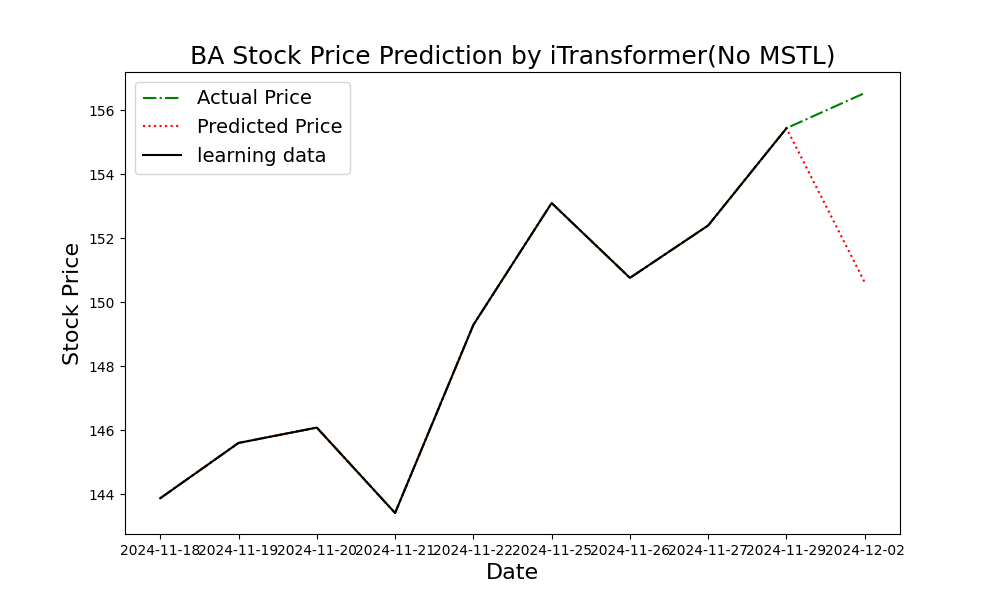 BA Stock Price Prediction by iTransformer(No MSTL)
Actual Price
Predicted Price
learning data
156
154
152
150
148
146
144
Stock Price
2024-11-18 2024-11-19 2024-11-20 2024-11-21 2024-11-22 2024-11-25 2024-11-26 2024-11-27 2024-11-29 2024-12-02
Date